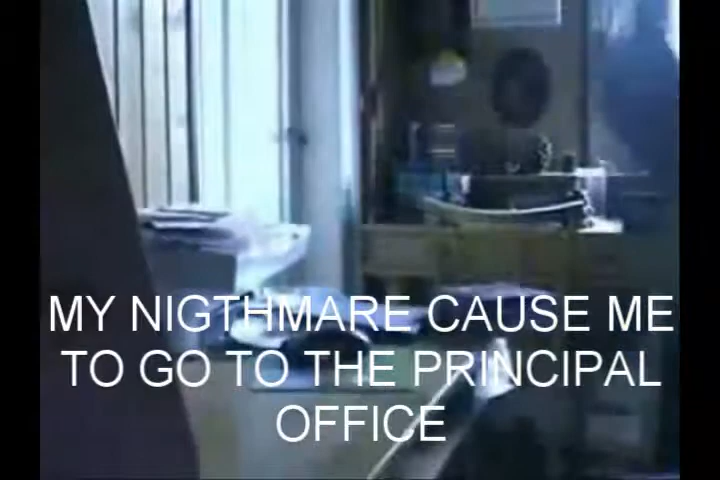 MY NIGTHMARE CAUSE ME
TO GO TO THE PRINCIPAL
OFFICE